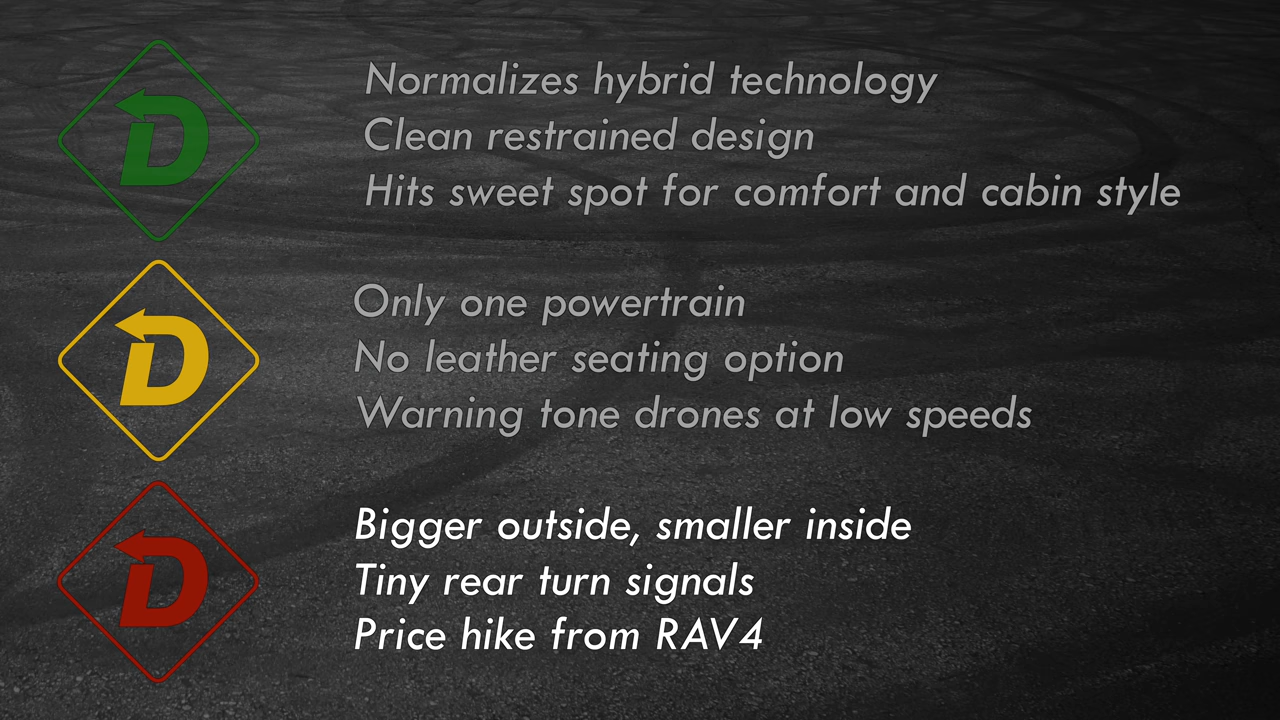 D
Normalizes hybrid technology
Clean restrained design
Hits sweet spot for comfort and cabin style
D
Only one powertrain
No leather seating option
Warning tone drones at low speeds
D
Bigger outside, smaller inside
Tiny rear turn signals
Price hike from RAV4